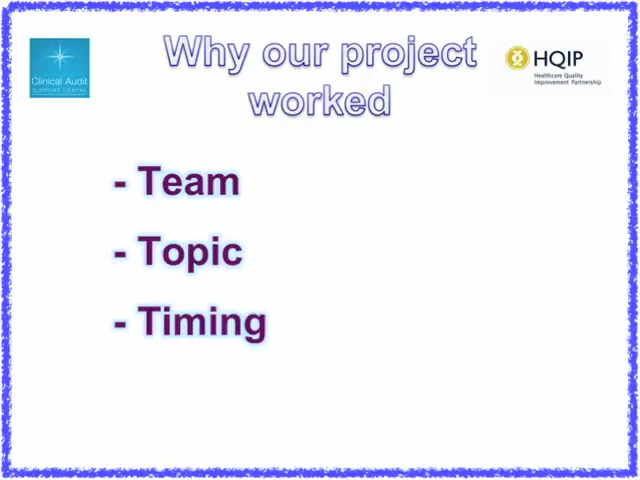 Why our project
worked
Clinical Audit
SUPPORT CENTRE
HQIP
Healthcare Quality
Improvement Partnership
- Team
- Topic
- Timing